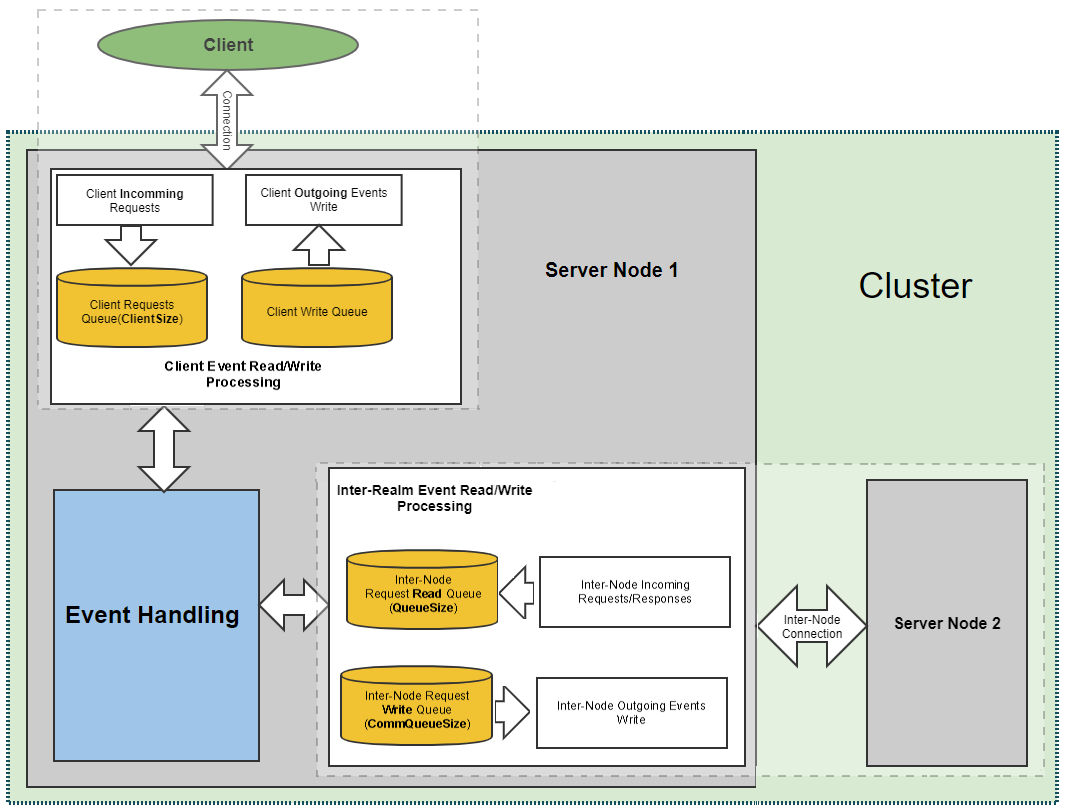 Client
Connection
Client Incomming
Requests
Client Outgoing Events
Write
Client Requests
Queue(ClientSize)
Client Write Queue
Client Event Read/Write
Processing
Server Node 1
Cluster
Event Handling
Inter-Realm Event Read/Write
Processing
Inter-Node
Request Read Queue
(QueueSize)
Inter-Node Incoming
Requests/Responses
Inter-Node Request
Write Queue
(CommQueueSize)
Inter-Node Outgoing Events
Write
Inter-Node
Connection
Server Node 2